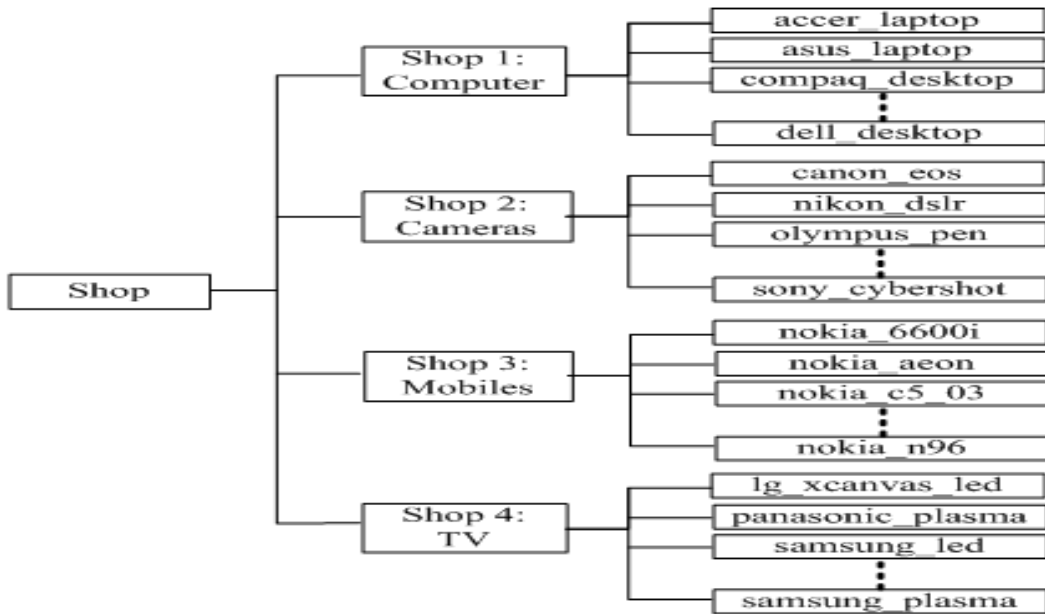 Shop
Shop 1:
Computer
accer_laptop
asus_laptop
compaq_desktop
dell_desktop
Shop 2:
Cameras
canon_eos
nikon_dslr
olympus_pen
sony_cybershot
Shop 3:
Mobiles
nokia_6600i
nokia_aeon
nokia_c5_03
nokia_n96
Shop 4:
TV
lg_xcanvas_led
panasonic_plasma
samsung_led
samsung_plasma